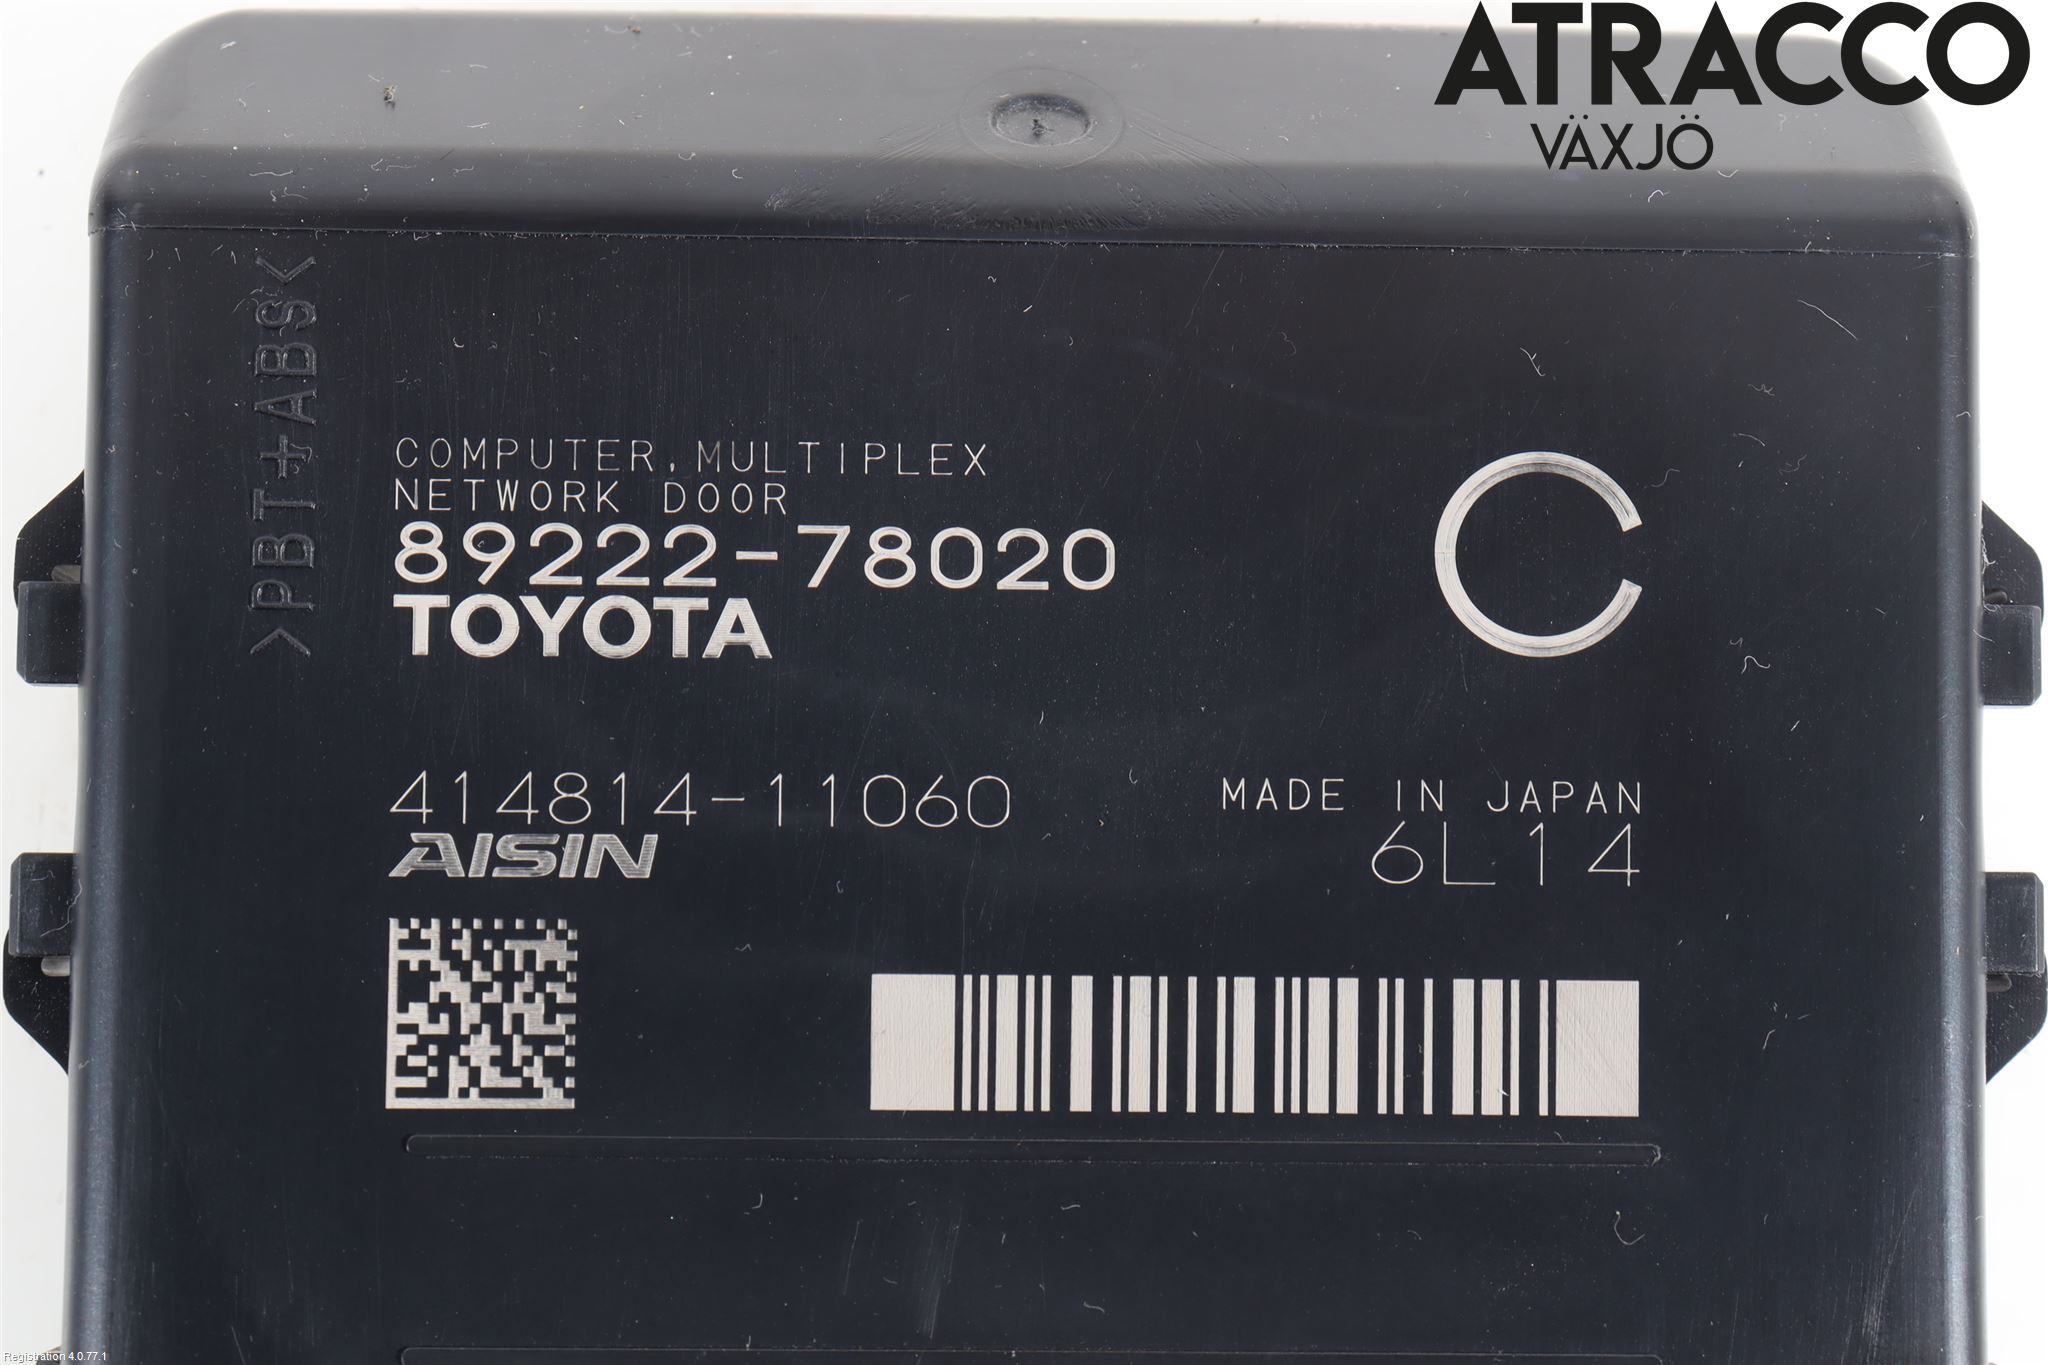 ATRACCO
VÄXJÖ
>PBT+ABS<
COMPUTER, MULTIPLEX
NETWORK DOOR
89222-78020
TOYOTA
C
414814-11060
AISIN
MADE IN JAPAN
6L14
Registration 4.0.77.1